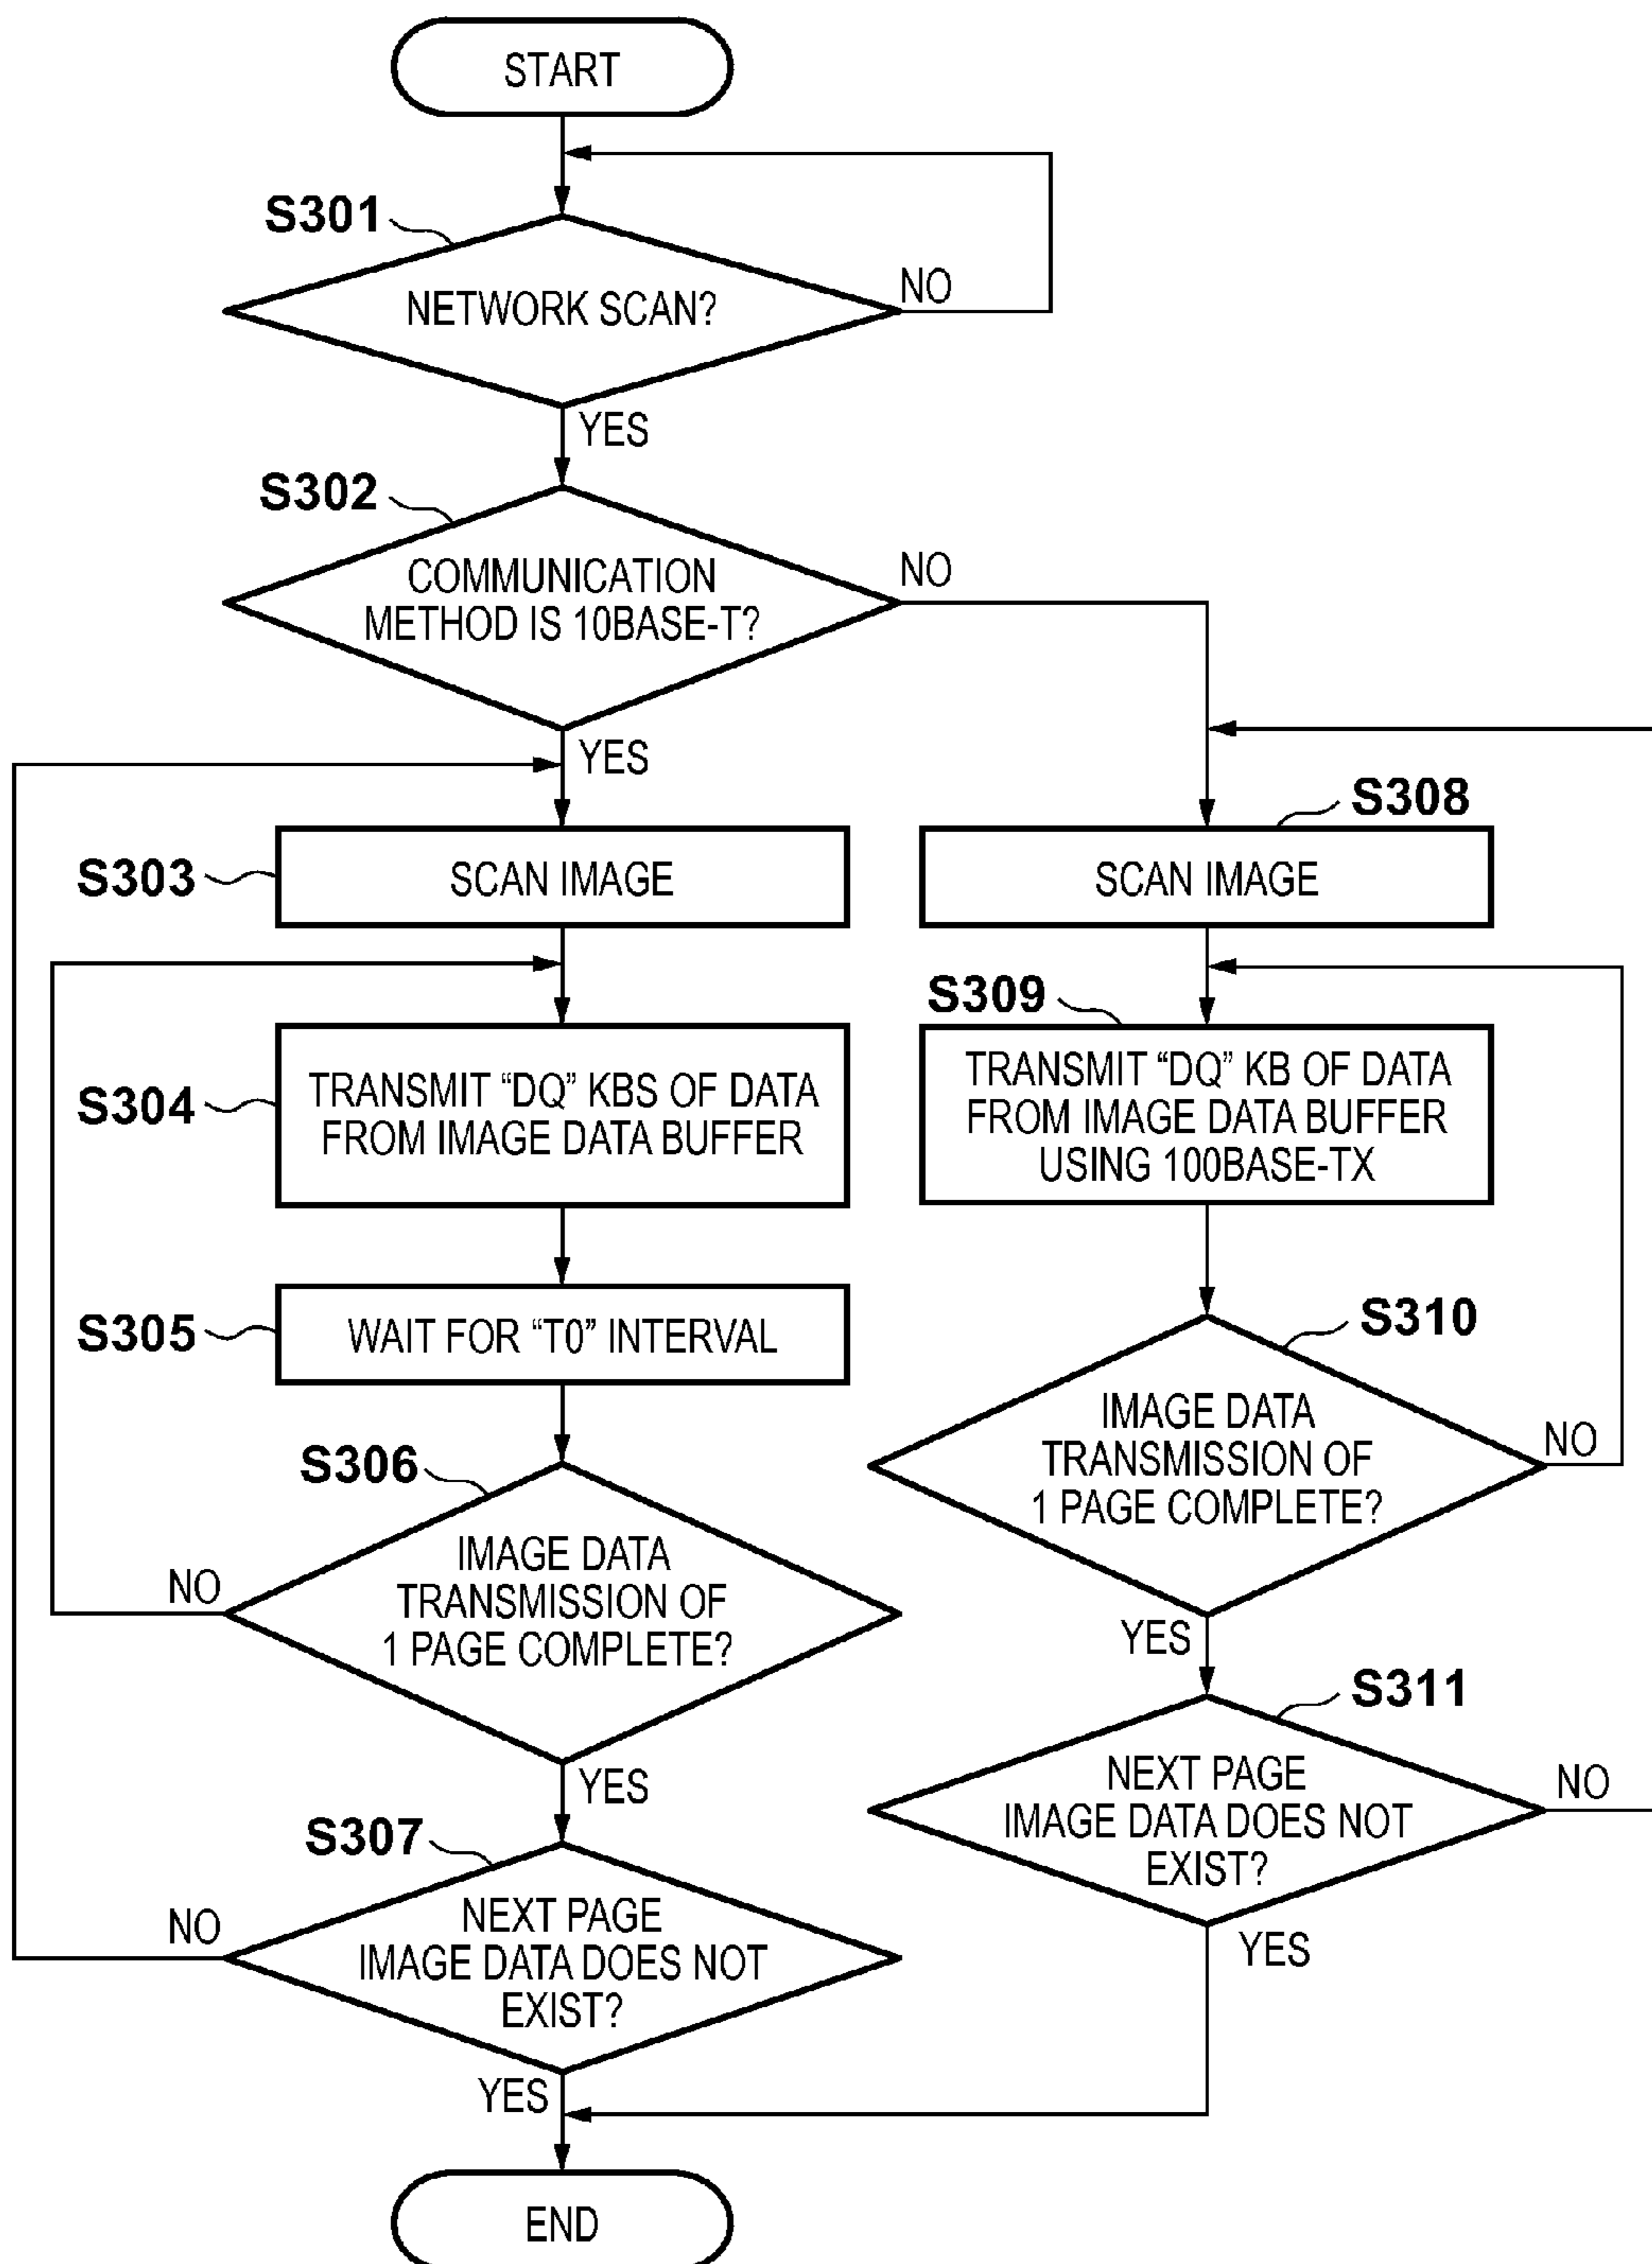 START
S301
NETWORK SCAN?
NO
YES
S302
COMMUNICATION
METHOD IS 10BASE-T?
NO
YES
S303
SCAN IMAGE
S304
TRANSMIT “DQ” KBS OF DATA
FROM IMAGE DATA BUFFER
S305
WAIT FOR “T0” INTERVAL
S306
IMAGE DATA
TRANSMISSION OF
1 PAGE COMPLETE?
NO
YES
S307
NEXT PAGE
IMAGE DATA DOES NOT
EXIST?
NO
YES
S308
SCAN IMAGE
S309
TRANSMIT “DQ” KB OF DATA
FROM IMAGE DATA BUFFER
USING 100BASE-TX
S310
IMAGE DATA
TRANSMISSION OF
1 PAGE COMPLETE?
NO
YES
S311
NEXT PAGE
IMAGE DATA DOES NOT
EXIST?
NO
YES
END